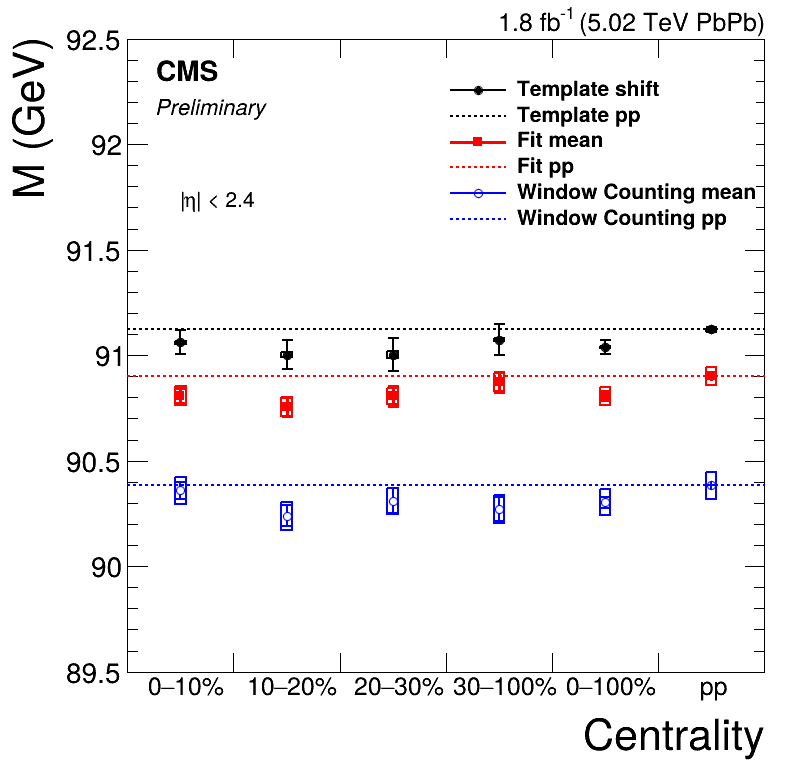 1.8 fb-1 (5.02 TeV PbPb)
92.5
92
91.5
91
90.5
90
89.5
M (GeV)
CMS
Preliminary
|η| < 2.4
Template shift
Template pp
Fit mean
Fit pp
Window Counting mean
Window Counting pp
0–10% 10–20% 20–30% 30–100% 0–100% pp
Centrality